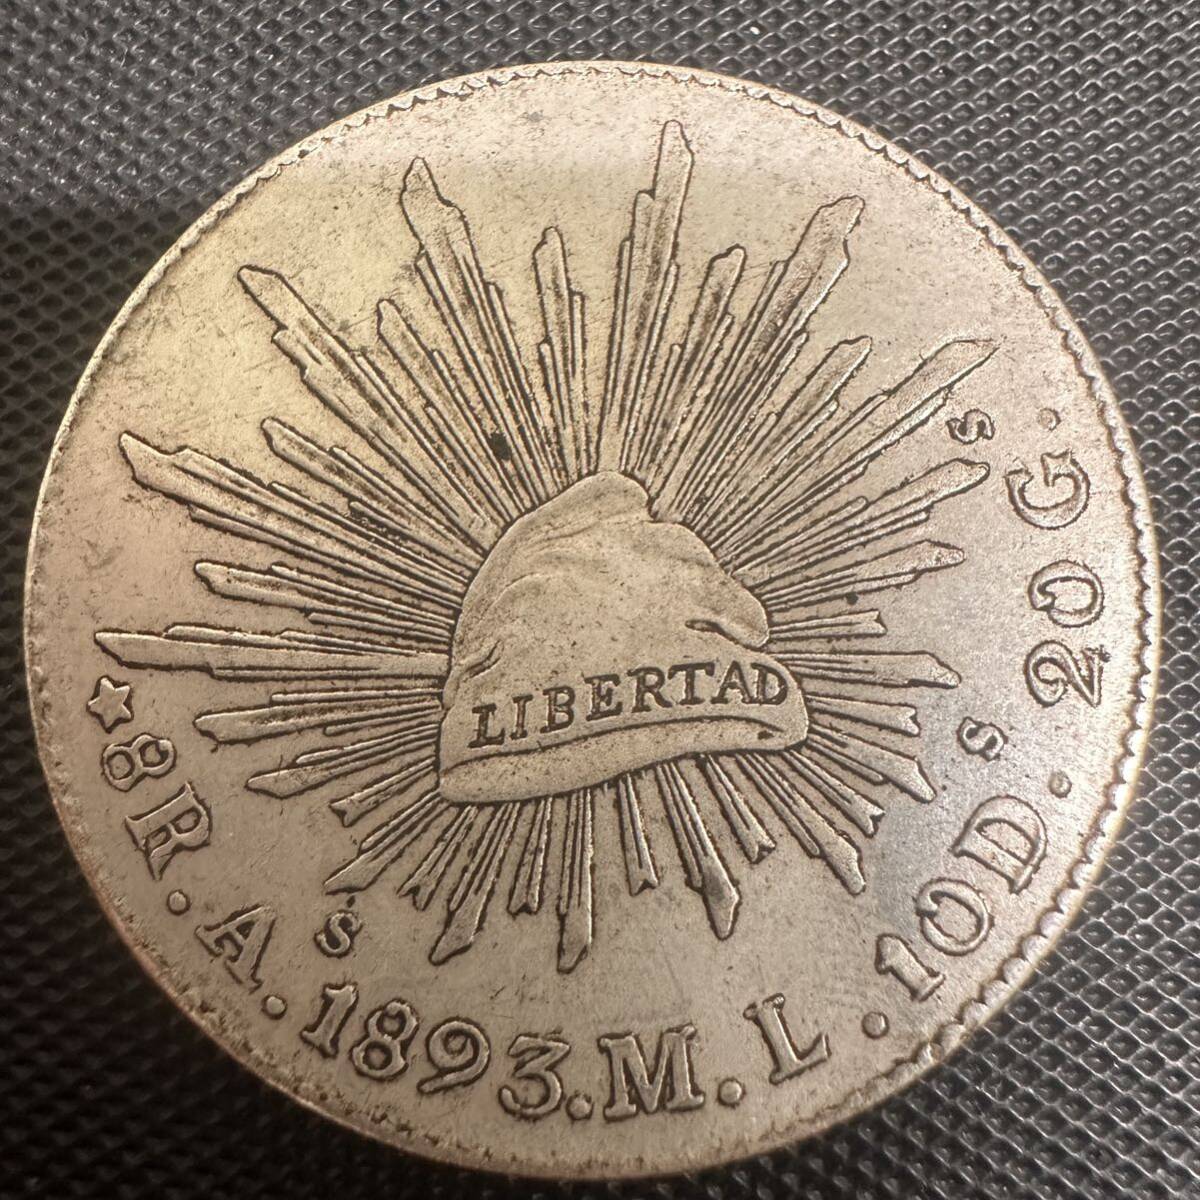 LIBERTAD
8R. As. 1893. M. L. 10Ds. 20Gs.